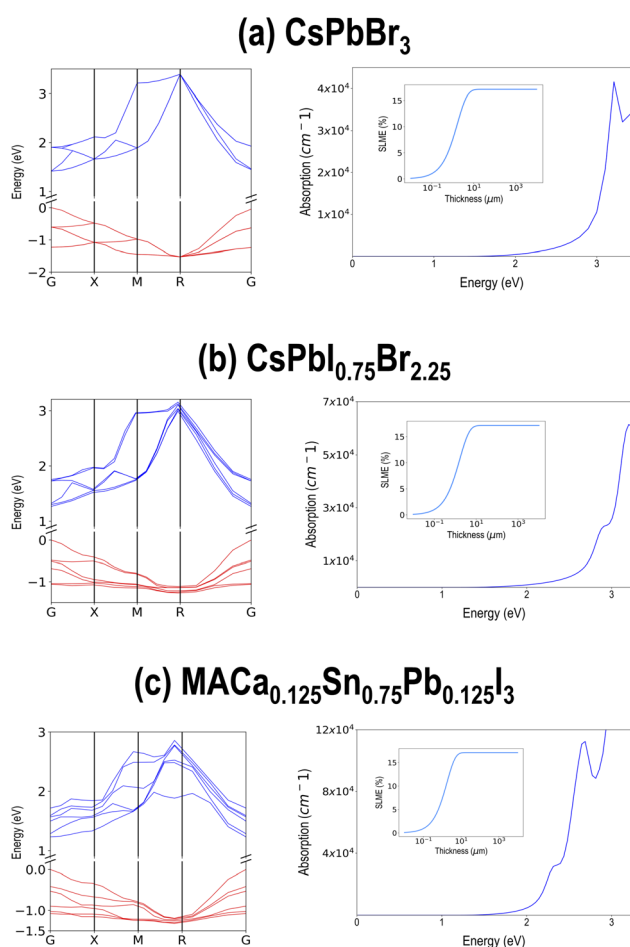 (a) CsPbBr3
Energy (eV)
3
2
1
0
−1
−2
G X M R G
Absorption (cm−1)
4x10^4
3x10^4
2x10^4
1x10^4
0 1 2 3
Energy (eV)
SLME (%)
15
10
5
0
10^−1 10^1 10^3
Thickness (μm)
(b) CsPbI0.75Br2.25
Energy (eV)
3
2
1
0
−1
G X M R G
Absorption (cm−1)
7x10^4
5x10^4
3x10^4
1x10^4
0 1 2 3
Energy (eV)
SLME (%)
15
10
5
0
10^−1 10^1 10^3
Thickness (μm)
(c) MACa0.125Sn0.75Pb0.125I3
Energy (eV)
3
2
1
0.0
−1.0
−1.5
G X M R G
Absorption (cm−1)
12x10^4
8x10^4
4x10^4
0 1 2 3
Energy (eV)
SLME (%)
15
10
5
0
10^−1 10^1 10^3
Thickness (μm)